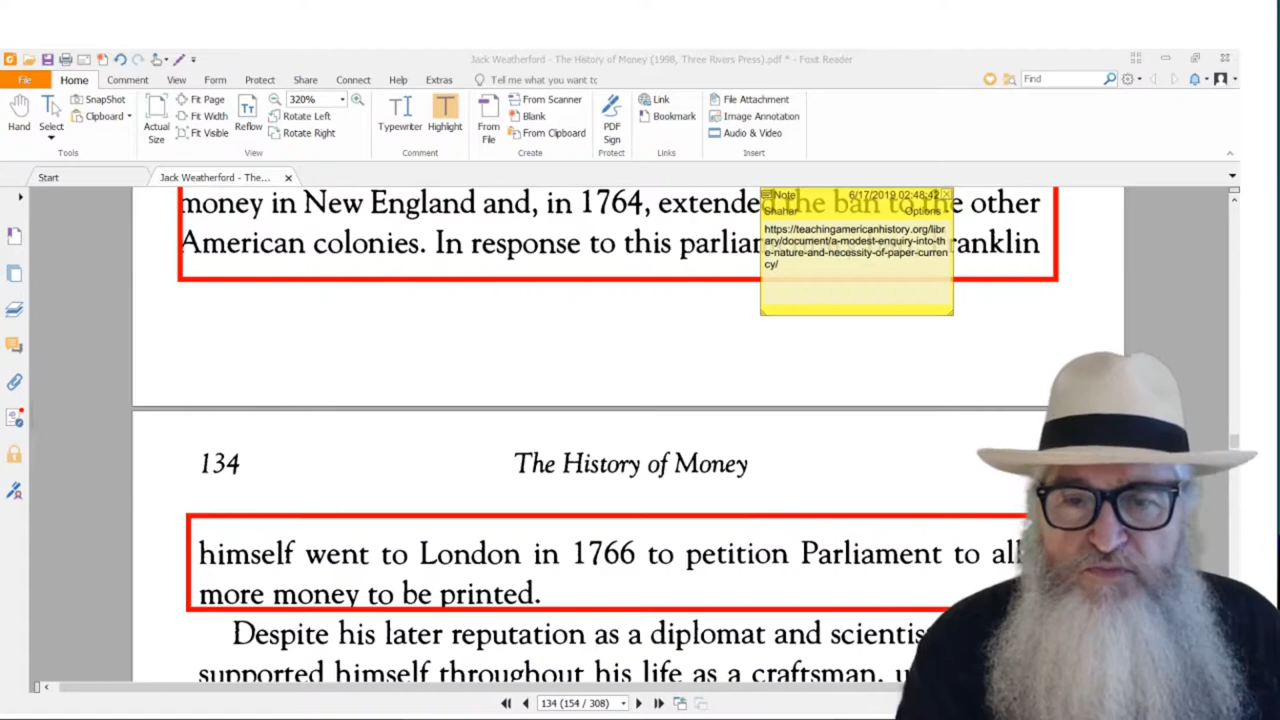 Jack Weatherford - The History of Money (1998, Three Rivers Press).pdf * - Foxit Reader
File Home Comment View Form Protect Share Connect Help Extras Tell me what you want to Find
Hand
Select
SnapShot
Clipboard
Actual Size
Fit Page
Fit Width
Fit Visible
Reflow
320%
Rotate Left
Rotate Right
Typewriter
Highlight
From File
From Scanner
Blank
From Clipboard
PDF Sign
Link
Bookmark
File Attachment
Image Annotation
Audio & Video
Tools View Comment Create Protect Links Insert
Start Jack Weatherford - The...
money in New England and, in 1764, extended the ban to the other
American colonies. In response to this
Note 6/17/2019 02:48:42
Shahar Options
https://teachingamericanhistory.org/libr
ary/document/a-modest-enquiry-into-th
e-nature-and-necessity-of-paper-curren
cy/
134 The History of Money
himself went to London in 1766 to petition Parliament to
more money to be printed.
Despite his later reputation as a diplomat and
supported himself throughout his life as a craftsman,
134 (154 / 308)